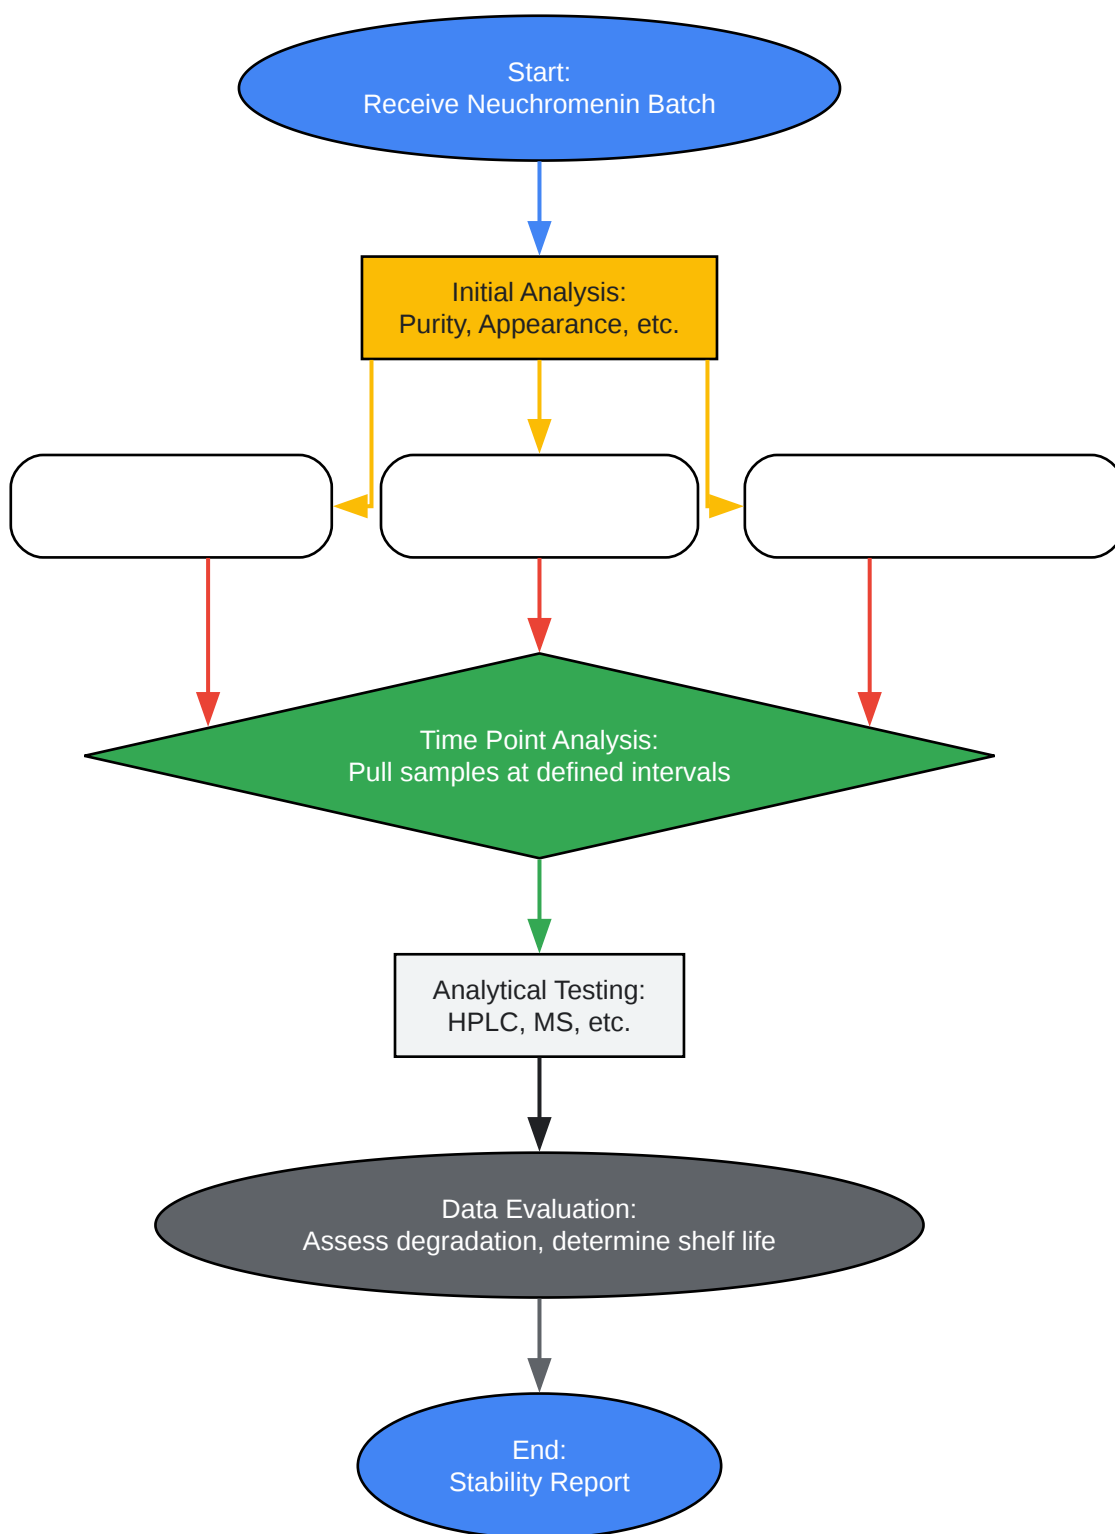 Start:
Receive Neuchromenin Batch
Initial Analysis:
Purity, Appearance, etc.
Time Point Analysis:
Pull samples at defined intervals
Analytical Testing:
HPLC, MS, etc.
Data Evaluation:
Assess degradation, determine shelf life
End:
Stability Report